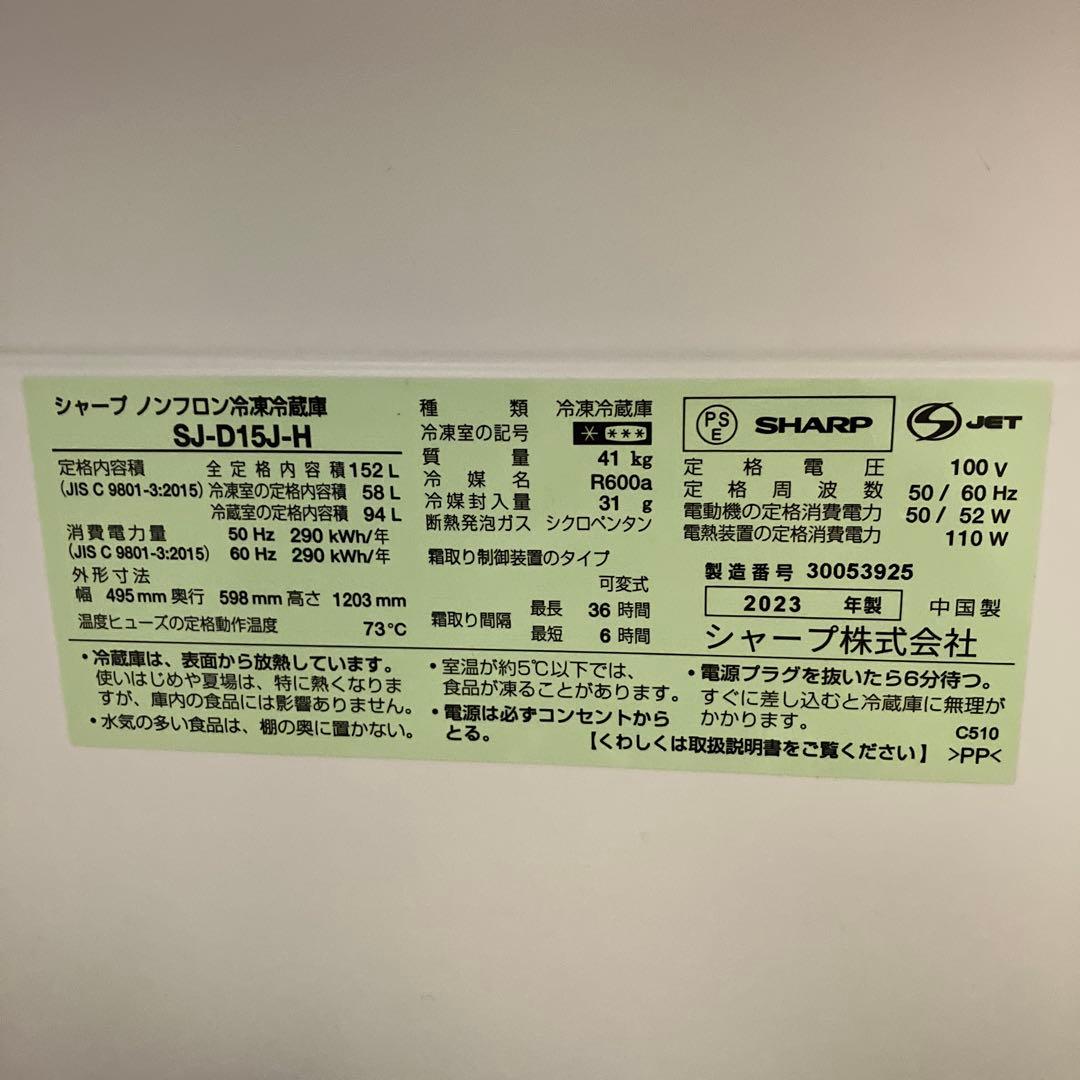 シャープ ノンフロン冷凍冷蔵庫
SJ-D15J-H
定格内容積 全定格内容積 152 L
(JIS C 9801-3:2015) 冷凍室の定格内容積 58 L
冷蔵室の定格内容積 94 L
消費電力量 50 Hz 290 kWh/年
(JIS C 9801-3:2015) 60 Hz 290 kWh/年
外形寸法
幅 495 mm 奥行 598 mm 高さ 1203 mm
温度ヒューズの定格動作温度 73℃
種類 冷凍冷蔵庫
冷凍室の記号 * ***
質量 41 kg
冷媒名 R600a
冷媒封入量 31 g
断熱発泡ガス シクロペンタン
霜取り制御装置のタイプ
可変式
霜取り間隔 最長 36 時間
最短 6 時間
PSE SHARP S JET
定格電圧 100 V
定格周波数 50 / 60 Hz
電動機の定格消費電力 50 / 52 W
電熱装置の定格消費電力 110 W
製造番号 30053925
2023 年製 中国製
シャープ株式会社
・冷蔵庫は、表面から放熱しています。
使いはじめや夏場は、特に熱くなりま
すが、庫内の食品には影響ありません。
・水気の多い食品は、棚の奥に置かない。
・室温が約5℃以下では、
食品が凍ることがあります。
・電源は必ずコンセントから
とる。
・電源プラグを抜いたら6分待つ。
すぐに差し込むと冷蔵庫に無理が
かかります。
C510
【くわしくは取扱説明書をご覧ください】 >PP<